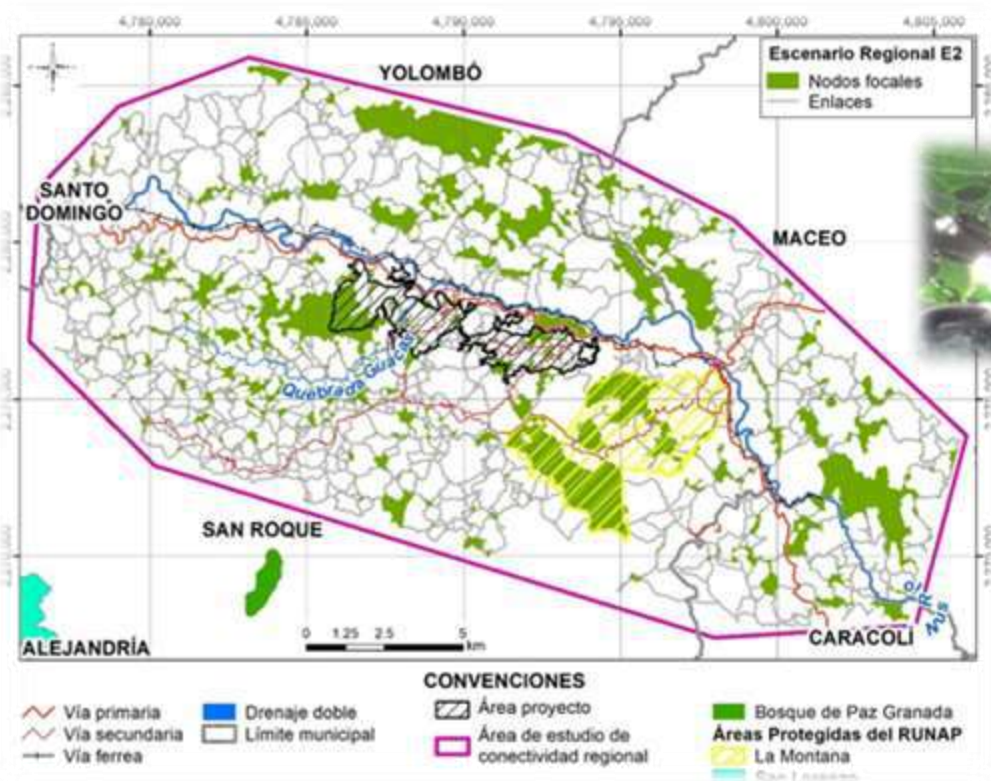 4,780,000 4,785,000 4,790,000 4,795,000 4,800,000 4,805,000
Escenario Regional E2
Nodos focales
Enlaces
YOLOMBÓ
SANTO
DOMINGO
MACEO
Quebrada Guacas
SAN ROQUE
ALEJANDRÍA
CARACOLÍ
0 1.25 2.5 5
km
CONVENCIONES
Vía primaria
Vía secundaria
Vía ferrea
Drenaje doble
Límite municipal
Área proyecto
Área de estudio de
conectividad regional
Bosque de Paz Granada
Áreas Protegidas del RUNAP
La Montana